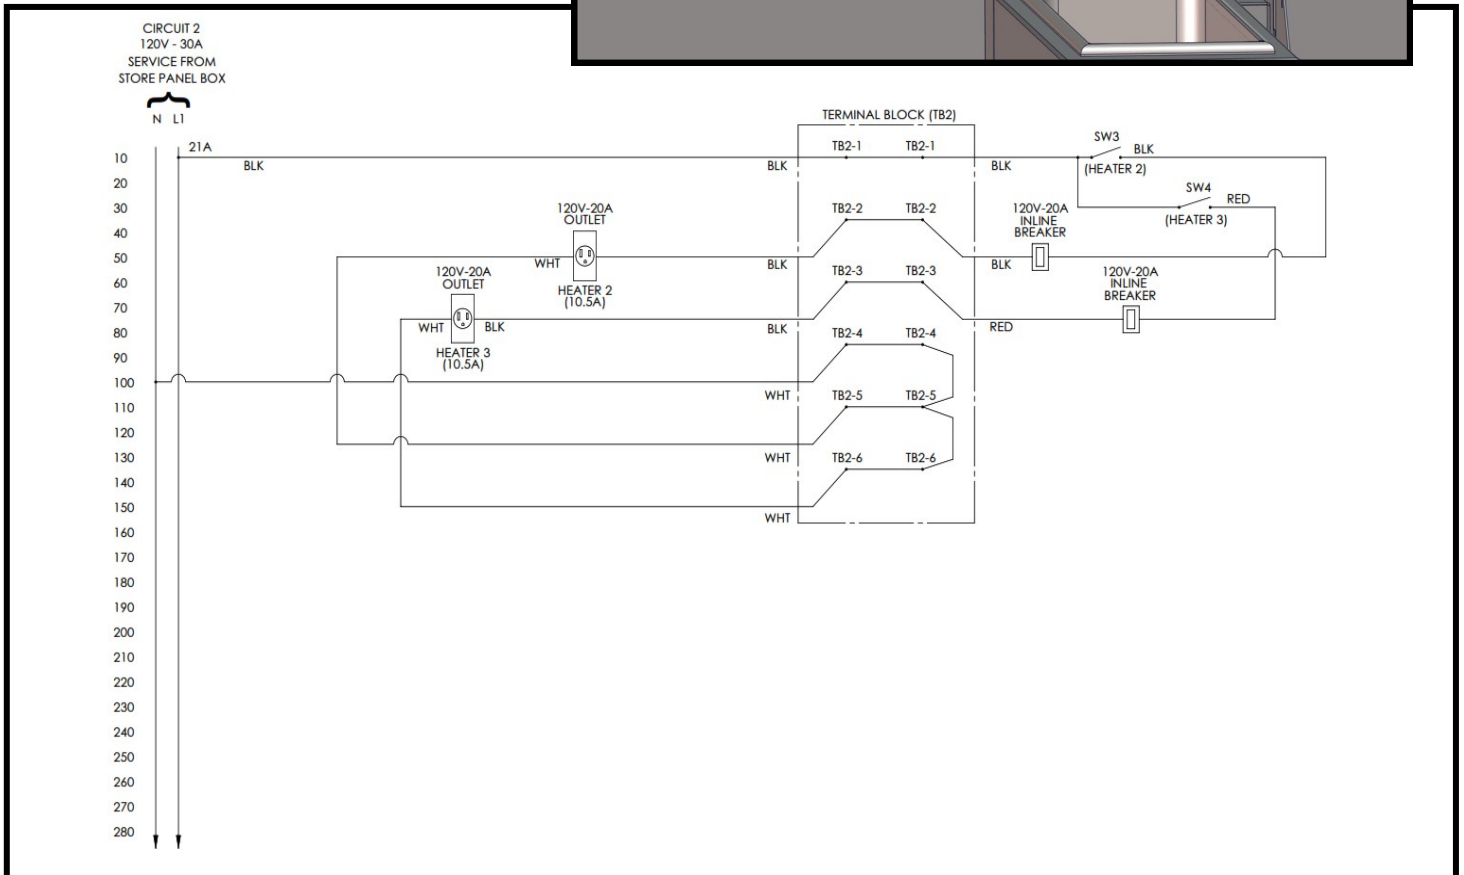 CIRCUIT 2
120V - 30A
SERVICE FROM
STORE PANEL BOX
N L1
21A
TERMINAL BLOCK (TB2)
10
BLK
BLK
TB2-1 TB2-1
BLK
SW3
BLK
(HEATER 2)
20
SW4
RED
(HEATER 3)
30
120V-20A
OUTLET
TB2-2 TB2-2
120V-20A
INLINE
BREAKER
40
50
WHT
BLK
BLK
HEATER 2
(10.5A)
60
120V-20A
OUTLET
TB2-3 TB2-3
120V-20A
INLINE
BREAKER
70
80
WHT
BLK
BLK
RED
HEATER 3
(10.5A)
TB2-4 TB2-4
90
100
WHT
110
TB2-5 TB2-5
120
130
WHT
TB2-6 TB2-6
140
150
WHT
160
170
180
190
200
210
220
230
240
250
260
270
280